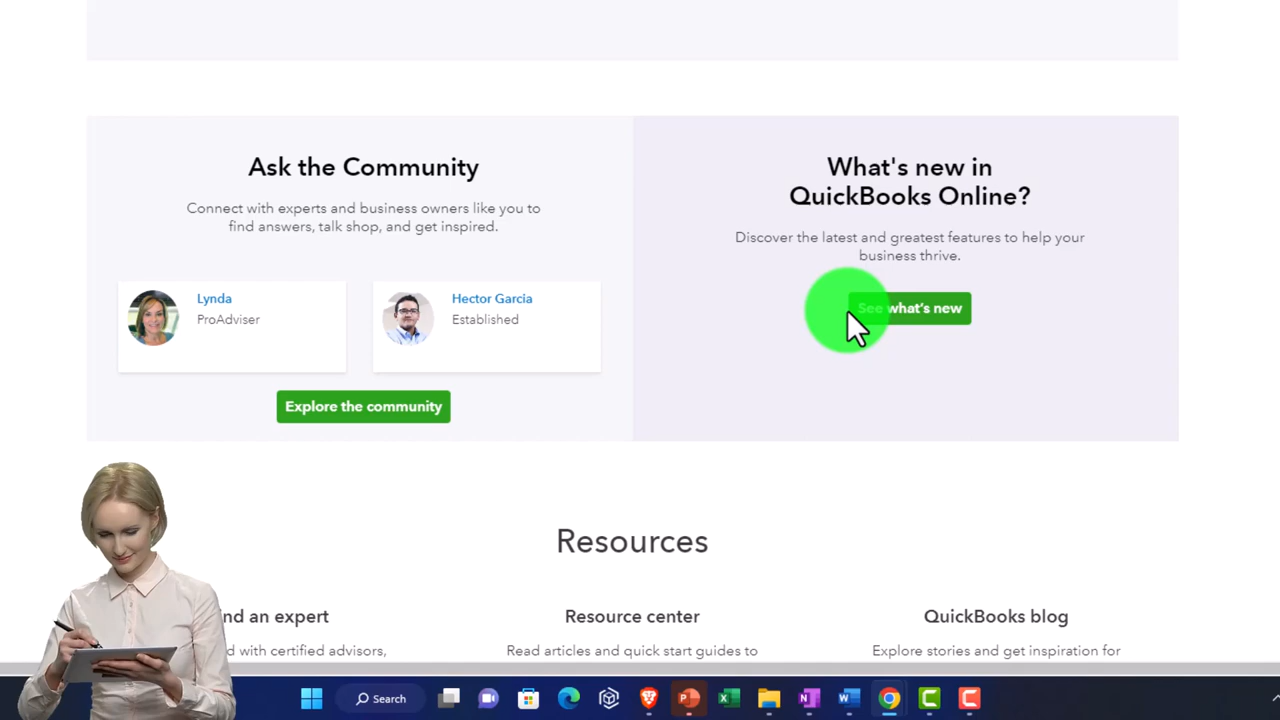 Ask the Community
Connect with experts and business owners like you to
find answers, talk shop, and get inspired.
Lynda
ProAdviser
Hector Garcia
Established
Explore the community
What's new in
QuickBooks Online?
Discover the latest and greatest features to help your
business thrive.
See what's new
Resources
nd an expert
d with certified advisors,
Resource center
Read articles and quick start guides to
QuickBooks blog
Explore stories and get inspiration for
Search